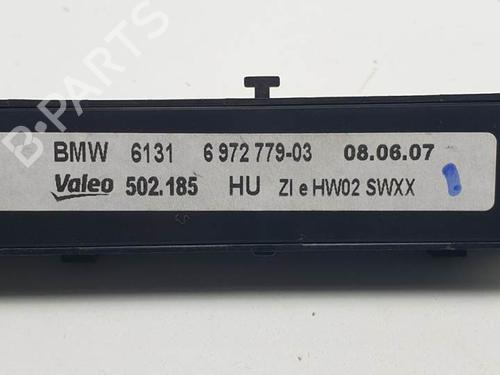 B-PARTS
BMW 6131 6 972 779-03 08.06.07
Valeo 502.185 HU ZI e HW02 SWXX